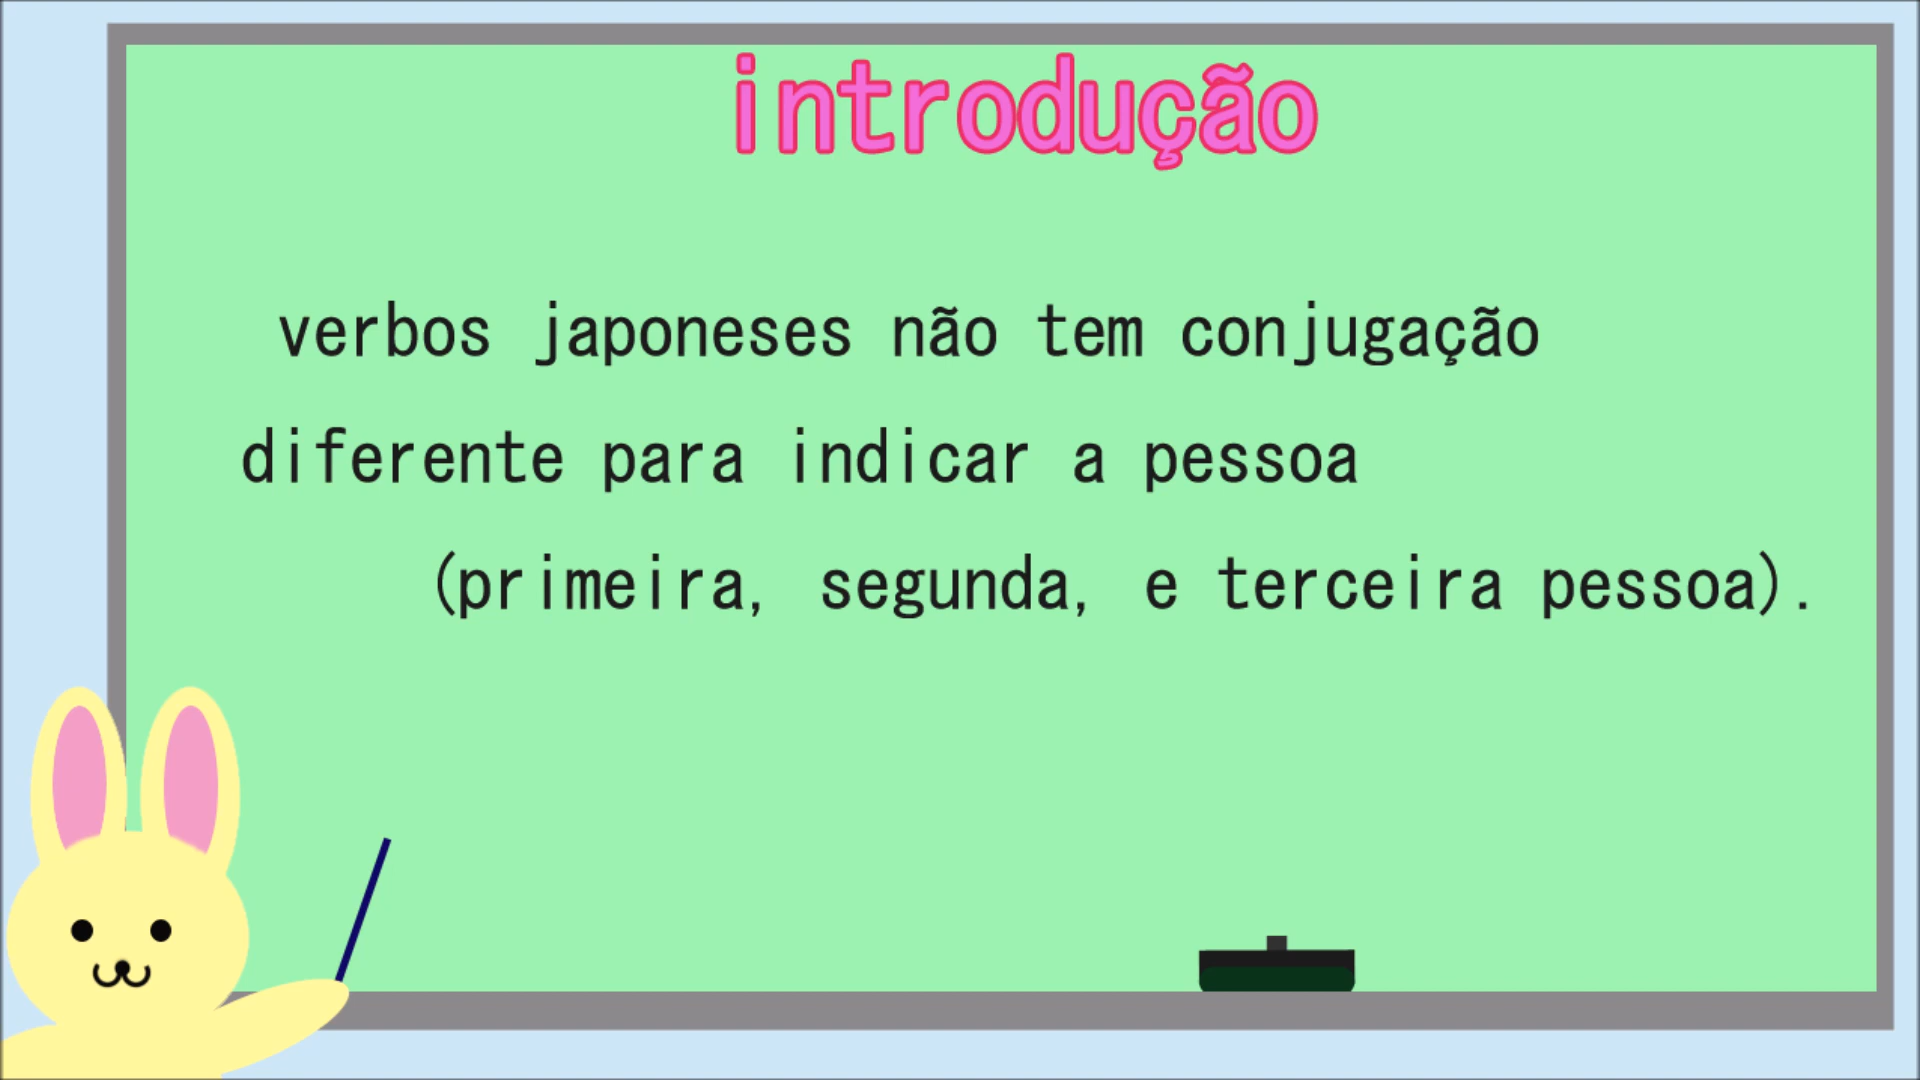 introdução
verbos japoneses não tem conjugação
diferente para indicar a pessoa
(primeira, segunda, e terceira pessoa).